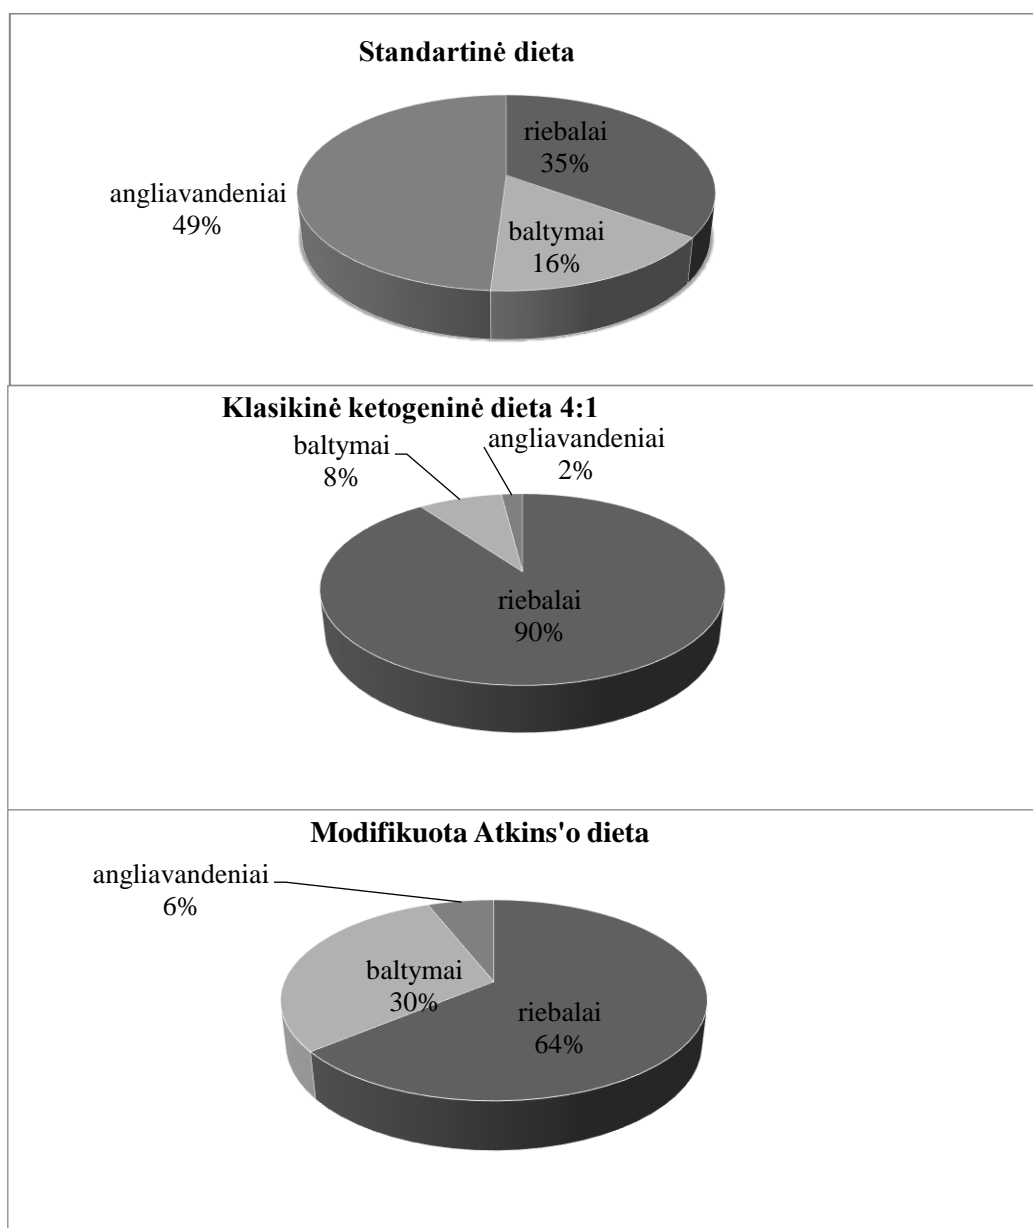 Standartinė dieta
riebalai
35%
angliavandeniai
49%
baltymai
16%
Klasikinė ketogeninė dieta 4:1
baltymai
8%
angliavandeniai
2%
riebalai
90%
Modifikuota Atkins'o dieta
angliavandeniai
6%
baltymai
30%
riebalai
64%